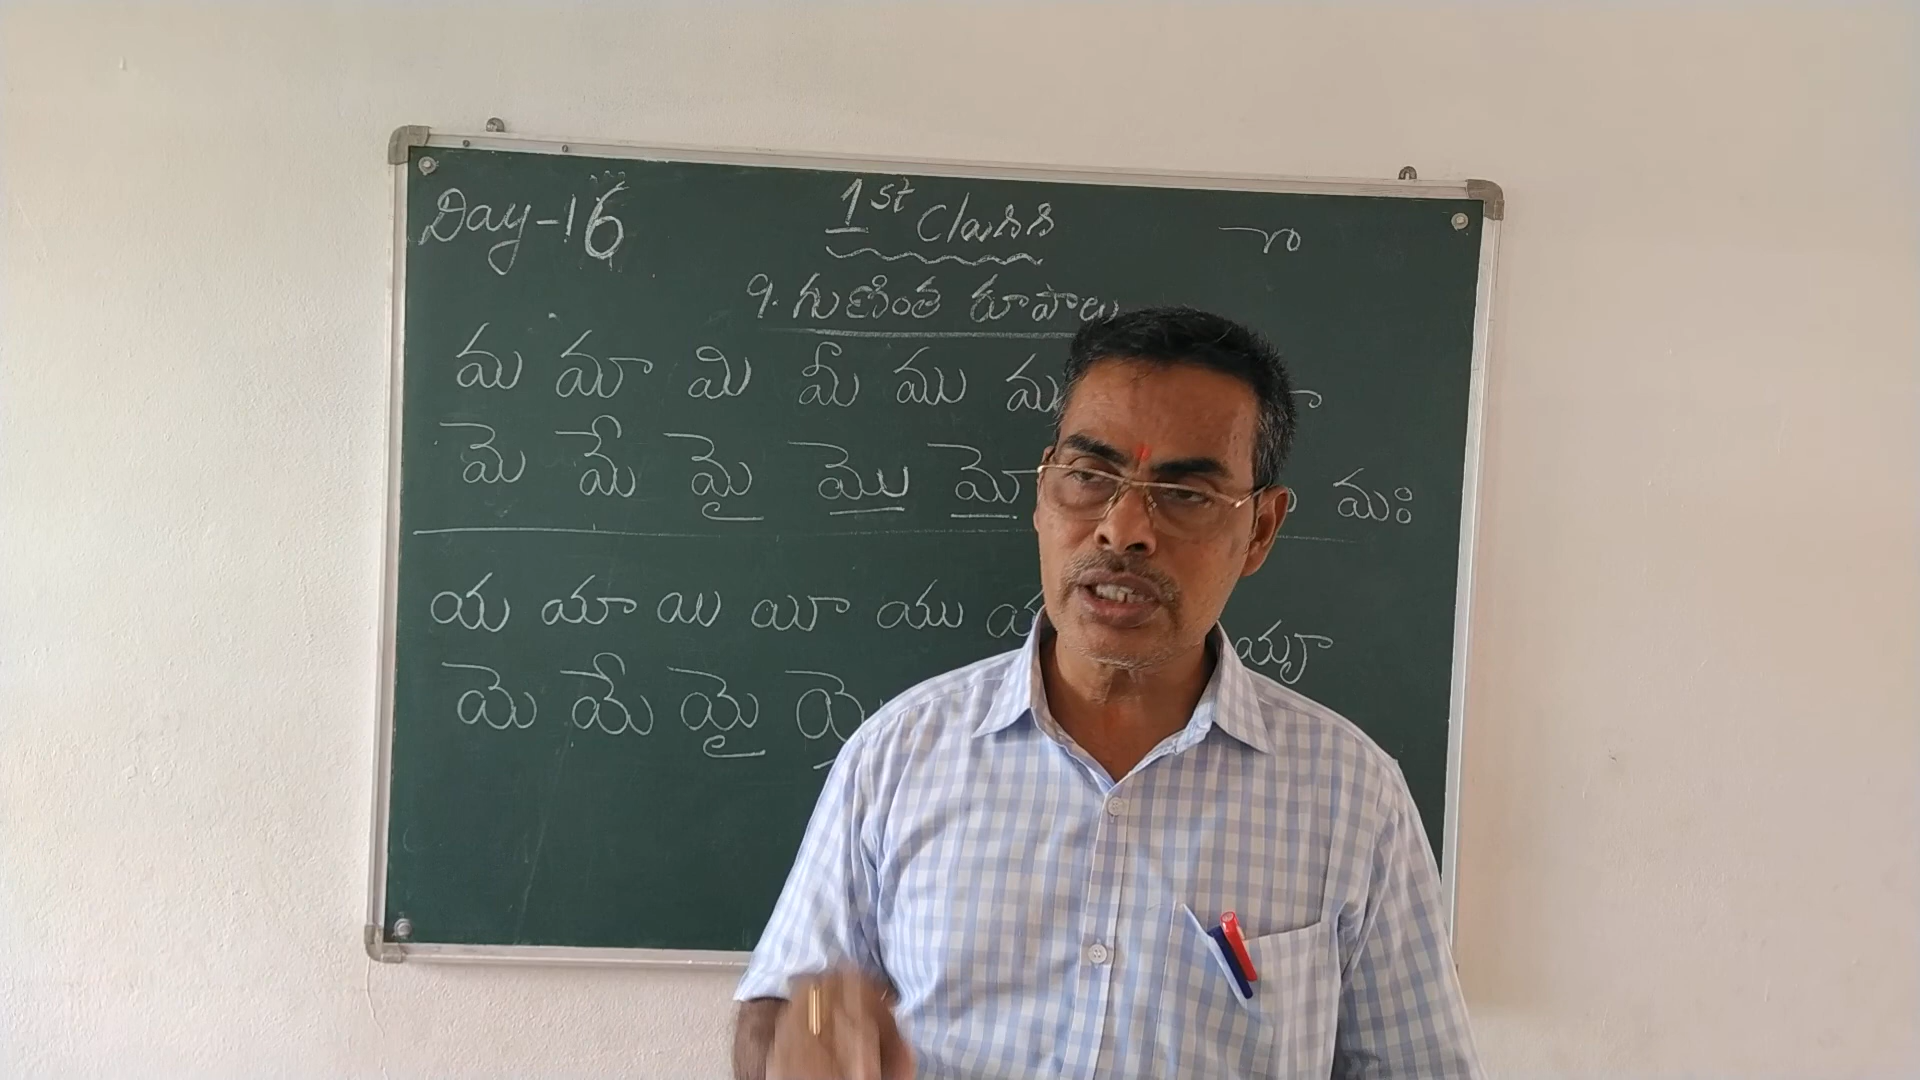 Day-16 1st Class
9. గుణింత రూపాలు
మ మా మి మీ ము
మె మే మై మొ మో మః
య యా యి యీ యు య్యా
యె యే యై